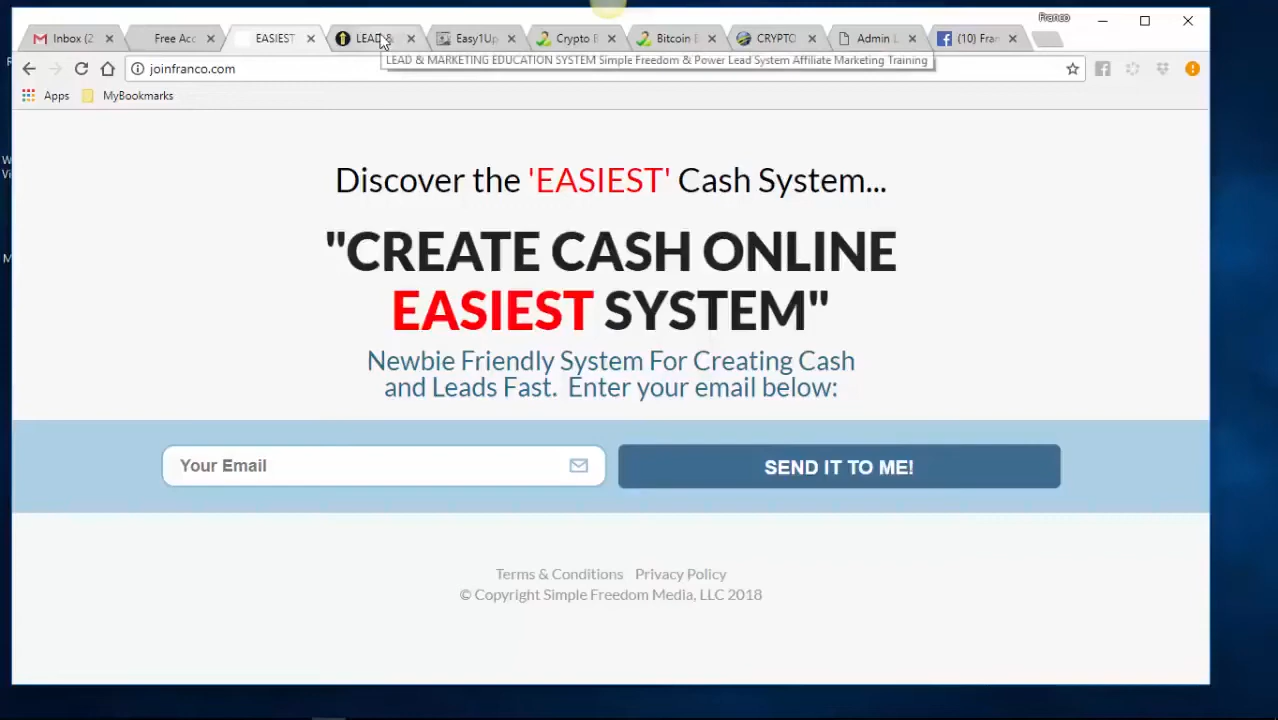 Franco
Inbox (2
Free Acc
EASIEST
LEAD &
Easy1Up
Crypto B
Bitcoin B
CRYPTO
Admin L
(10) Fran
joinfranco.com
LEAD & MARKETING EDUCATION SYSTEM Simple Freedom & Power Lead System Affiliate Marketing Training
Apps
MyBookmarks
Discover the 'EASIEST' Cash System...
"CREATE CASH ONLINE
EASIEST SYSTEM"
Newbie Friendly System For Creating Cash
and Leads Fast. Enter your email below:
Your Email
SEND IT TO ME!
Terms & Conditions Privacy Policy
© Copyright Simple Freedom Media, LLC 2018